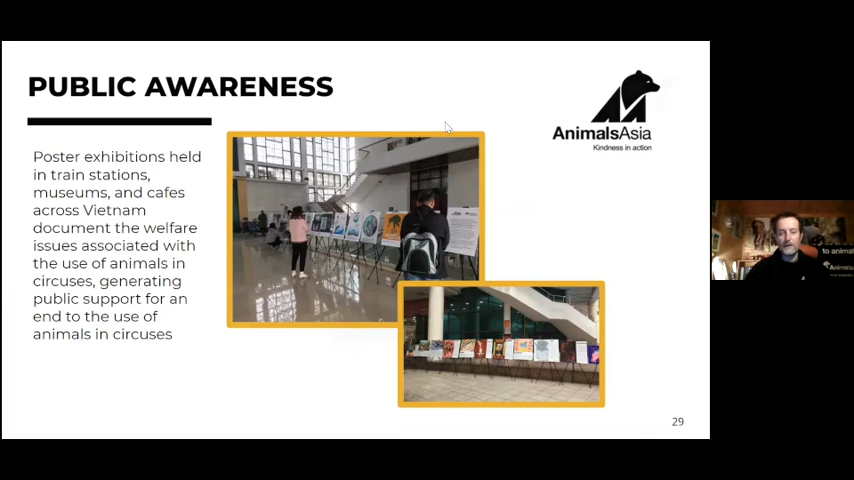 PUBLIC AWARENESS
AnimalsAsia
Kindness in action
Poster exhibitions held
in train stations,
museums, and cafes
across Vietnam
document the welfare
issues associated with
the use of animals in
circuses, generating
public support for an
end to the use of
animals in circuses
to animal
29